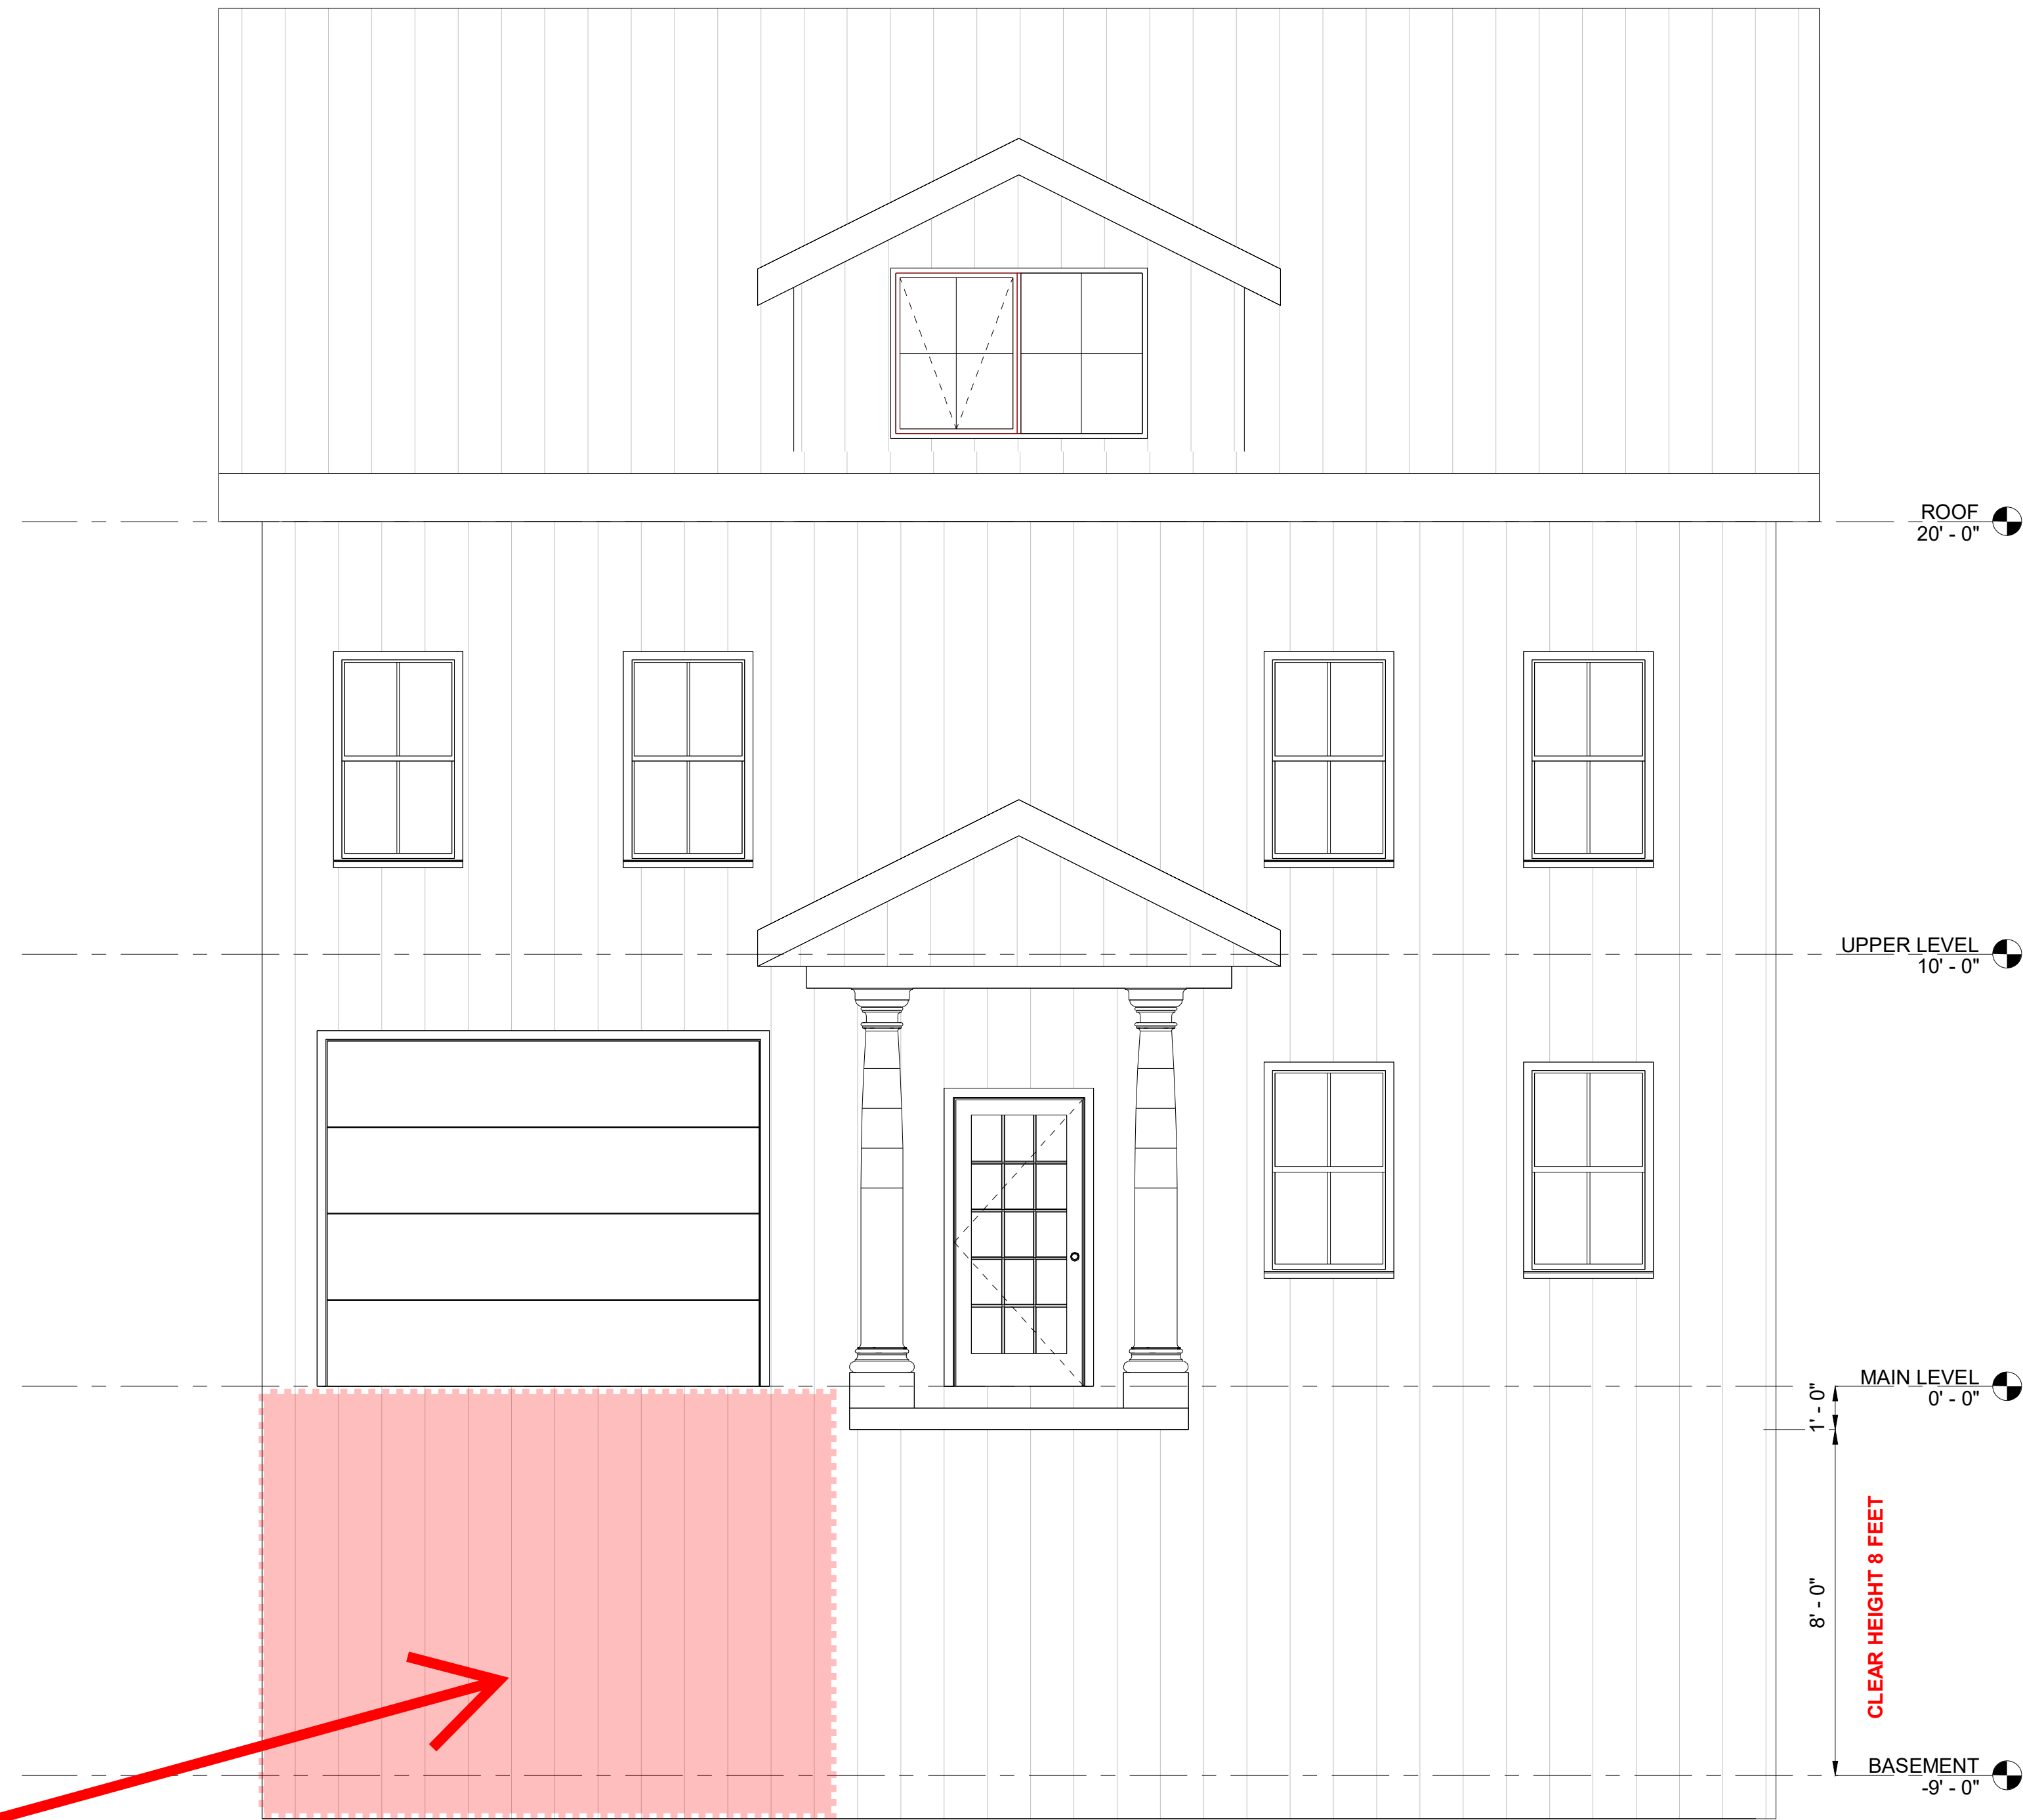 ROOF
20' - 0"
UPPER LEVEL
10' - 0"
MAIN LEVEL
0' - 0"
1' - 0"
8' - 0"
CLEAR HEIGHT 8 FEET
BASEMENT
-9' - 0"